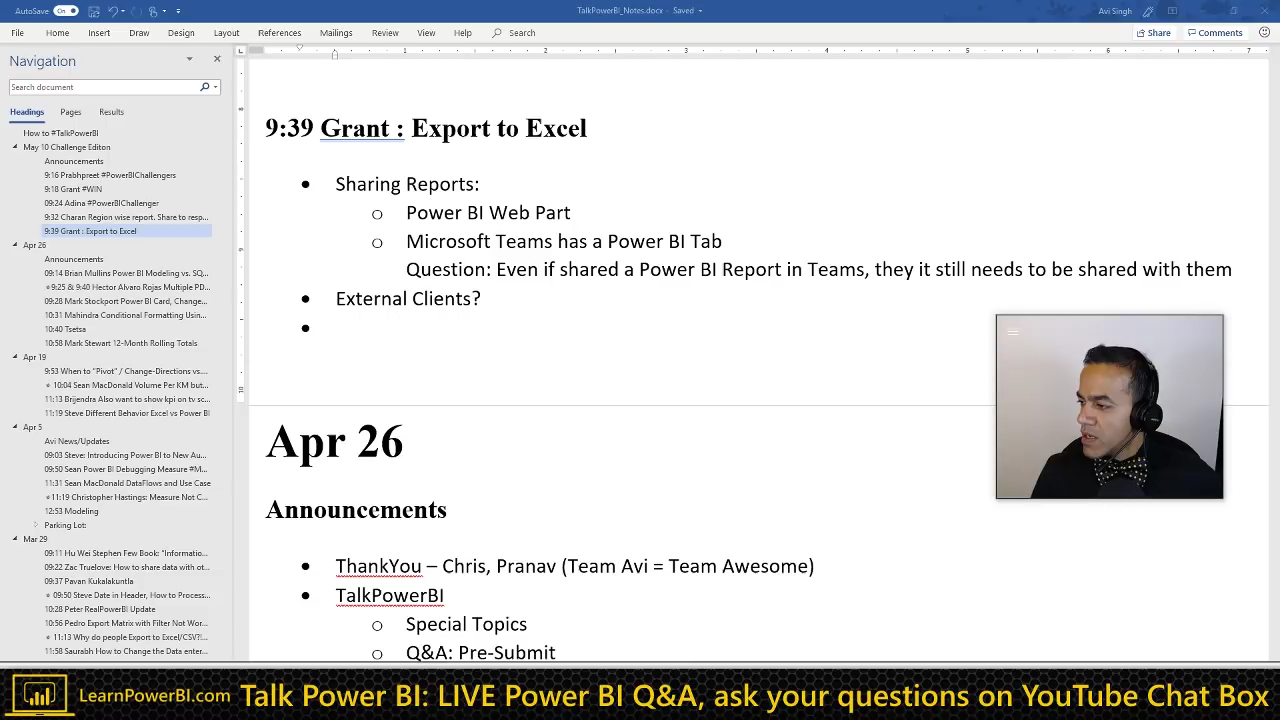 AutoSave On
TalkPowerBI_Notes.docx - Saved
Avi Singh
File Home Insert Draw Design Layout References Mailings Review View Help Search
Share Comments
Navigation
Search document
Headings Pages Results
How to #TalkPowerBI
May 10 Challenge Editon
Announcements
9:16 Prabhpreet #PowerBIChallengers
9:18 Grant #WIN
09:24 Adina #PowerBIChallenger
9:32 Charan Region wise report. Share to resp...
9:39 Grant : Export to Excel
Apr 26
Announcements
09:14 Brian Mullins Power BI Modeling vs. SQ...
*9:25 & 9:40 Hector Alvaro Rojas Multiple PD...
09:28 Mark Stockport Power BI Card, Change...
10:31 Mahindra Conditional Formatting Usin...
10:40 Tsetsa
10:58 Mark Stewart 12-Month Rolling Totals
Apr 19
9:53 When to "Pivot" / Change-Directions vs...
* 10:04 Sean MacDonald Volume Per KM but...
11:13 Brijendra Also want to show kpi on tv sc...
11:19 Steve Different Behavior Excel vs Power BI
Apr 5
Avi News/Updates
09:03 Steve: Introducing Power BI to New Au...
09:50 Sean Power BI Debugging Measure #M...
11:31 Sean MacDonald DataFlows and Use Case
*11:19 Christopher Hastings: Measure Not C...
12:53 Modeling
Parking Lot:
Mar 29
09:11 Hu Wei Stephen Few Book: "Informatio...
09:22 Zac Truelove: How to share data with ot...
09:37 Pavan Kukalakuntla
* 09:50 Steve Date in Header, How to Process...
10:28 Peter RealPowerBI Update
10:56 Pedro Export Matrix with Filter Not Wor...
* 11:13 Why do people Export to Excel/CSV?!...
11:58 Saurabh How to Change the Data enter...
1 2 3 4 5 6 7
9:39 Grant : Export to Excel
• Sharing Reports:
o Power BI Web Part
o Microsoft Teams has a Power BI Tab
Question: Even if shared a Power BI Report in Teams, they it still needs to be shared with them
• External Clients?
•
Apr 26
Announcements
• ThankYou – Chris, Pranav (Team Avi = Team Awesome)
• TalkPowerBI
o Special Topics
o Q&A: Pre-Submit
LearnPowerBI.com Talk Power BI: LIVE Power BI Q&A, ask your questions on YouTube Chat Box